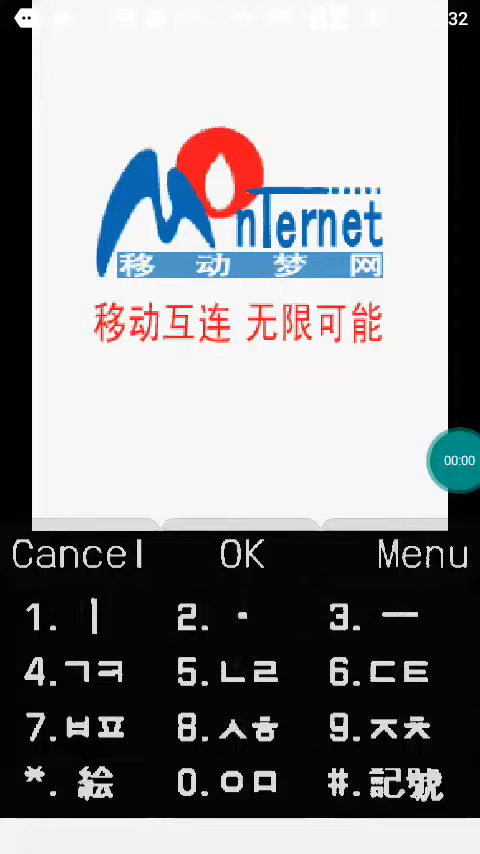 32
Monternet
移动梦网
移动互连 无限可能
00:00
Cancel OK Menu
1. ㅣ 2. · 3. ㅡ
4.ㄱㅋ 5.ㄴㄹ 6.ㄷㅌ
7.ㅂㅍ 8.ㅅㅎ 9.ㅈㅊ
*. 絵 0.ㅇㅁ #.記號